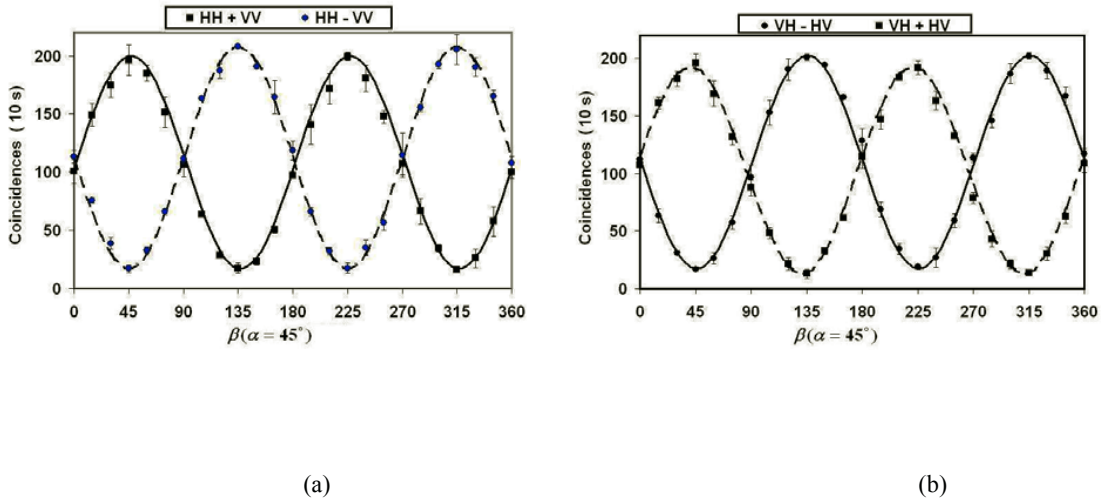 HH + VV HH - VV
Coincidences (10 s)
200
150
100
50
0
0 45 90 135 180 225 270 315 360
β(α = 45°)
(a)
VH - HV VH + HV
Coincidences (10 s)
200
150
100
50
0
0 45 90 135 180 225 270 315 360
β(α = 45°)
(b)